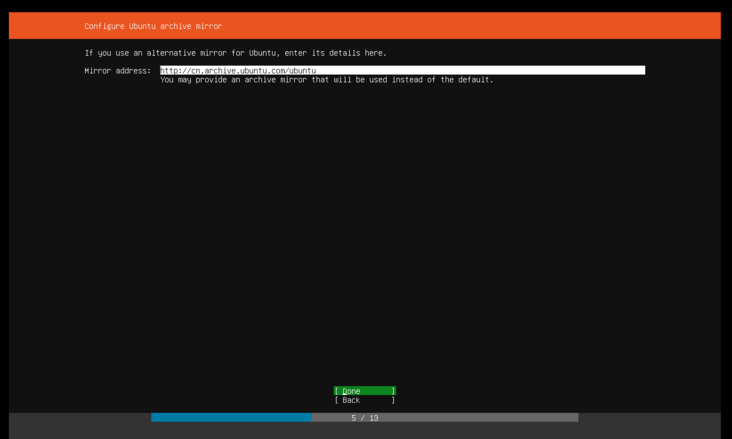 Configure Ubuntu archive mirror
If you use an alternative mirror for Ubuntu, enter its details here.
Mirror address: http://cn.archive.ubuntu.com/ubuntu
You may provide an archive mirror that will be used instead of the default.
[ Done ]
[ Back ]
5 / 13